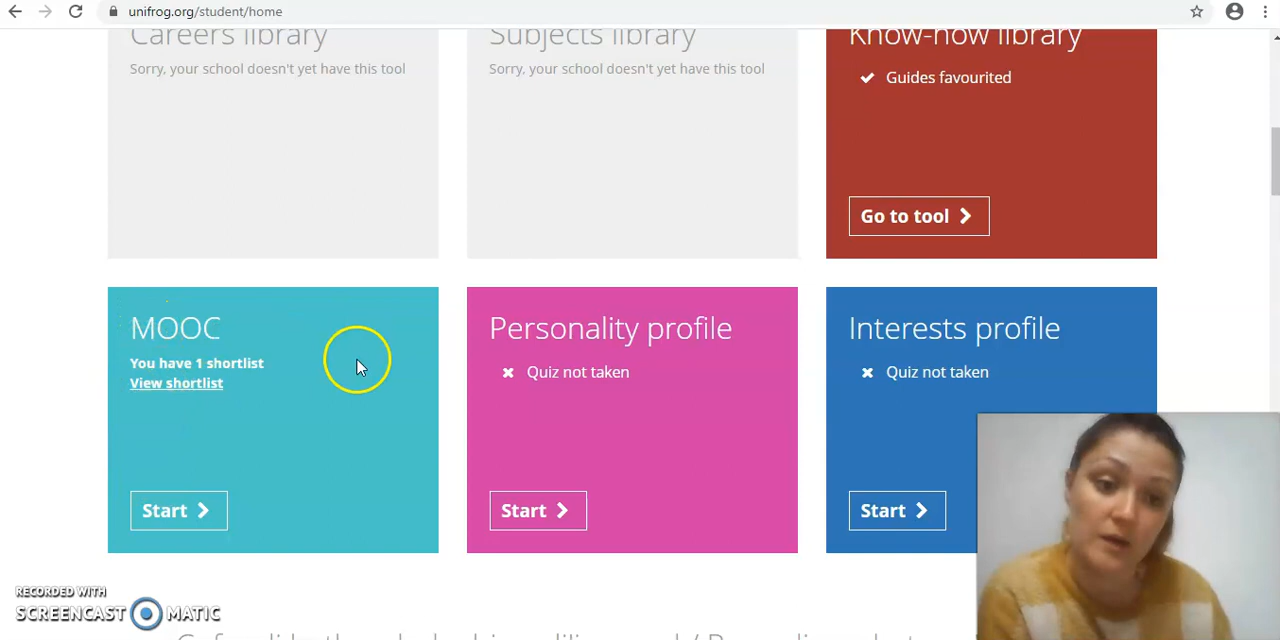 unifrog.org/student/home
Careers library
Subjects library
Know-how library
Sorry, your school doesn't yet have this tool
Sorry, your school doesn't yet have this tool
Guides favourited
Go to tool
MOOC
You have 1 shortlist
View shortlist
Start
Personality profile
Quiz not taken
Start
Interests profile
Quiz not taken
Start
RECORDED WITH
SCREENCAST MATIC